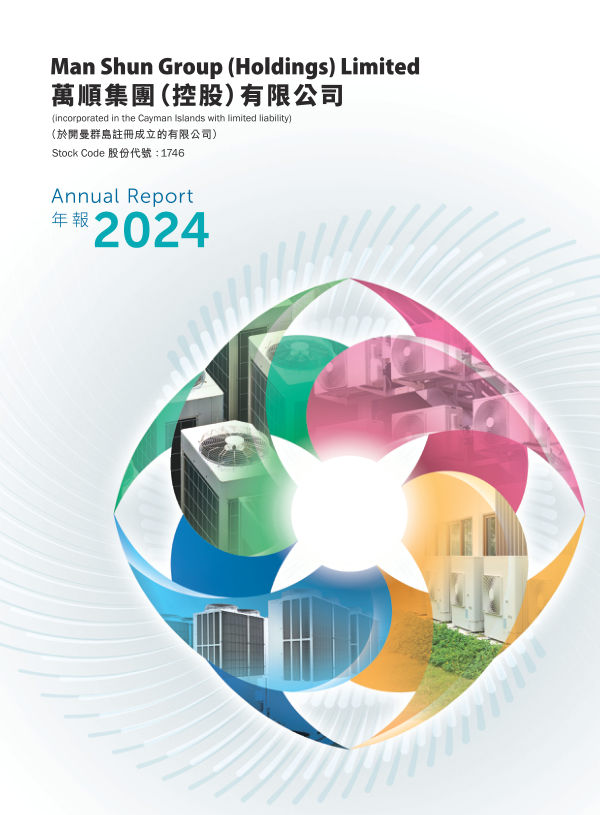 Man Shun Group (Holdings) Limited
萬順集團（控股）有限公司
(incorporated in the Cayman Islands with limited liability)
（於開曼群島註冊成立的有限公司）
Stock Code 股份代號：1746
Annual Report
年報 2024